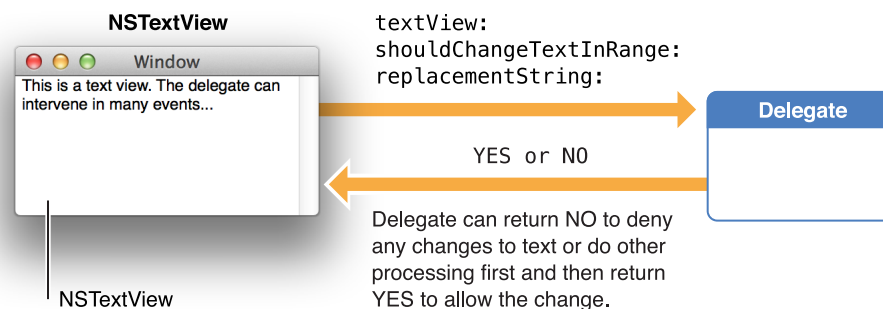 NSTextView
Window
This is a text view. The delegate can
intervene in many events...
textView:
shouldChangeTextInRange:
replacementString:
Delegate
YES or NO
Delegate can return NO to deny
any changes to text or do other
processing first and then return
YES to allow the change.
NSTextView